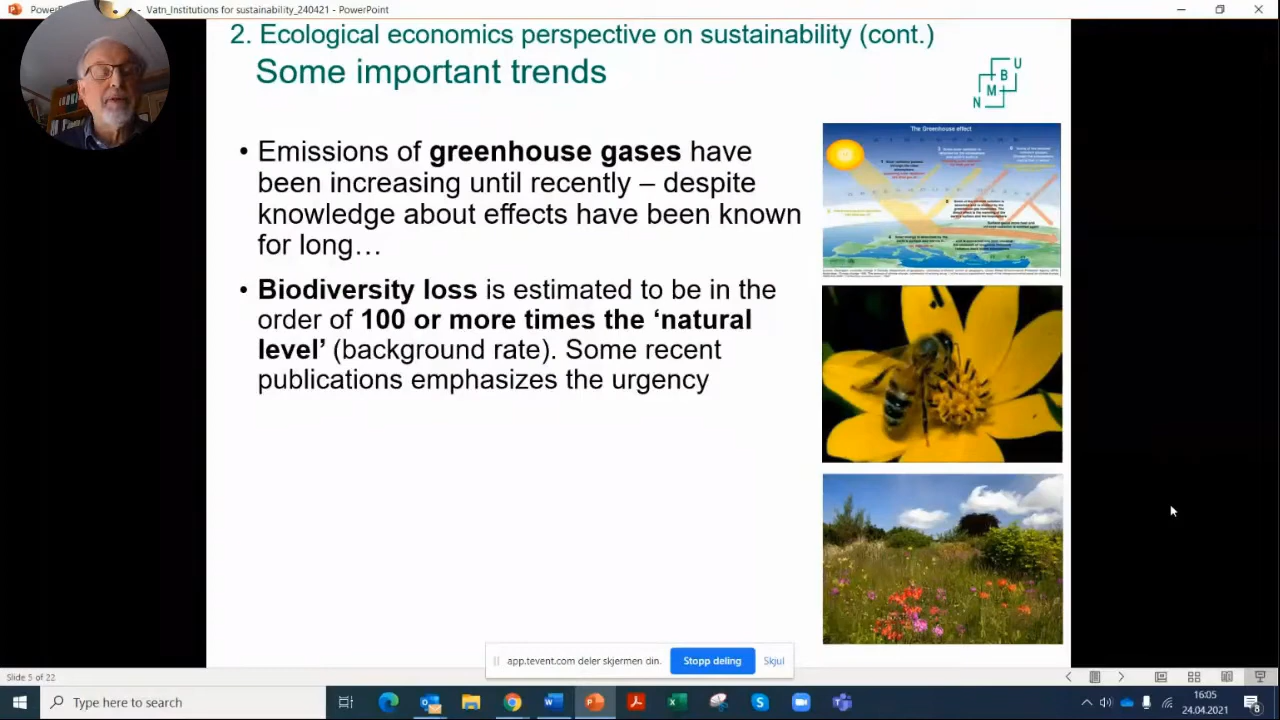 PowerPo
Vatn_Institutions for sustainability_240421 - PowerPoint
2. Ecological economics perspective on sustainability (cont.)
Some important trends
N M B U
• Emissions of greenhouse gases have
been increasing until recently – despite
knowledge about effects have been known
for long…
• Biodiversity loss is estimated to be in the
order of 100 or more times the ‘natural
level’ (background rate). Some recent
publications emphasizes the urgency
The Greenhouse effect
app.tevent.com deler skjermen din.
Stopp deling
Skjul
Slide 5 of 22
Type here to search
16:05
24.04.2021
8